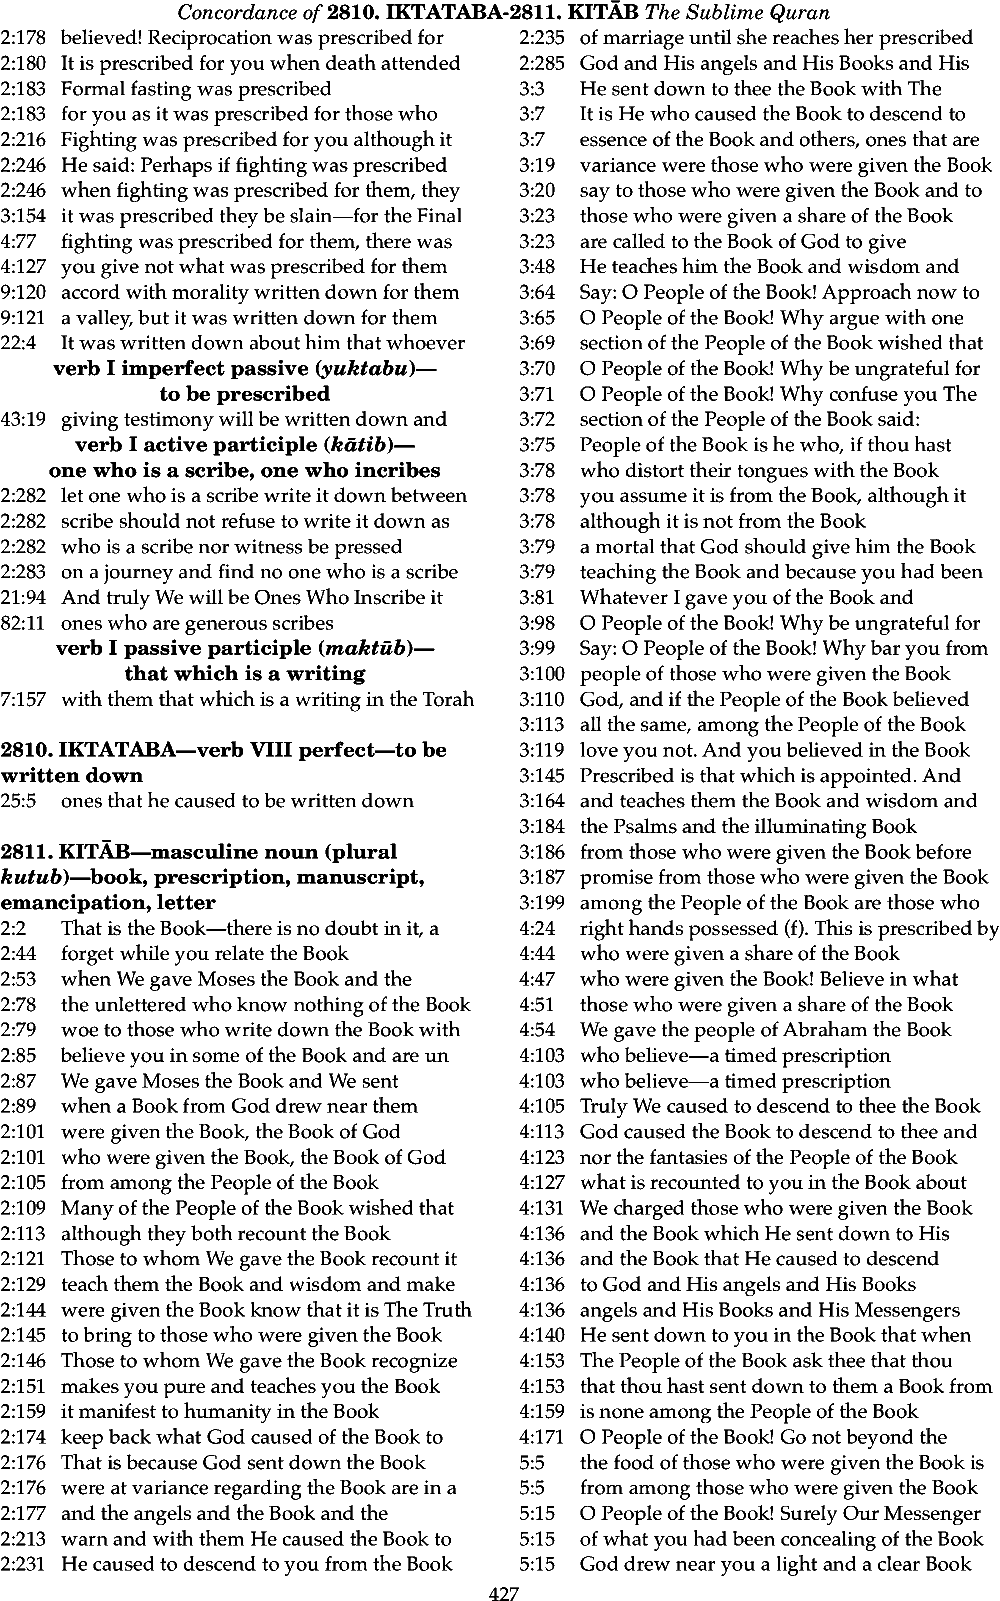 Concordance of 2810. IKTATABA-2811. KITĀB The Sublime Quran
2:178 believed! Reciprocation was prescribed for
2:180 It is prescribed for you when death attended
2:183 Formal fasting was prescribed
2:183 for you as it was prescribed for those who
2:216 Fighting was prescribed for you although it
2:246 He said: Perhaps if fighting was prescribed
2:246 when fighting was prescribed for them, they
3:154 it was prescribed they be slain—for the Final
4:77 fighting was prescribed for them, there was
4:127 you give not what was prescribed for them
9:120 accord with morality written down for them
9:121 a valley, but it was written down for them
22:4 It was written down about him that whoever
verb I imperfect passive (yuktabu)—
to be prescribed
43:19 giving testimony will be written down and
verb I active participle (kātib)—
one who is a scribe, one who incribes
2:282 let one who is a scribe write it down between
2:282 scribe should not refuse to write it down as
2:282 who is a scribe nor witness be pressed
2:283 on a journey and find no one who is a scribe
21:94 And truly We will be Ones Who Inscribe it
82:11 ones who are generous scribes
verb I passive participle (maktūb)—
that which is a writing
7:157 with them that which is a writing in the Torah
2810. IKTATABA—verb VIII perfect—to be
written down
25:5 ones that he caused to be written down
2811. KITĀB—masculine noun (plural
kutub)—book, prescription, manuscript,
emancipation, letter
2:2 That is the Book—there is no doubt in it, a
2:44 forget while you relate the Book
2:53 when We gave Moses the Book and the
2:78 the unlettered who know nothing of the Book
2:79 woe to those who write down the Book with
2:85 believe you in some of the Book and are un
2:87 We gave Moses the Book and We sent
2:89 when a Book from God drew near them
2:101 were given the Book, the Book of God
2:101 who were given the Book, the Book of God
2:105 from among the People of the Book
2:109 Many of the People of the Book wished that
2:113 although they both recount the Book
2:121 Those to whom We gave the Book recount it
2:129 teach them the Book and wisdom and make
2:144 were given the Book know that it is The Truth
2:145 to bring to those who were given the Book
2:146 Those to whom We gave the Book recognize
2:151 makes you pure and teaches you the Book
2:159 it manifest to humanity in the Book
2:174 keep back what God caused of the Book to
2:176 That is because God sent down the Book
2:176 were at variance regarding the Book are in a
2:177 and the angels and the Book and the
2:213 warn and with them He caused the Book to
2:231 He caused to descend to you from the Book
2:235 of marriage until she reaches her prescribed
2:285 God and His angels and His Books and His
3:3 He sent down to thee the Book with The
3:7 It is He who caused the Book to descend to
3:7 essence of the Book and others, ones that are
3:19 variance were those who were given the Book
3:20 say to those who were given the Book and to
3:23 those who were given a share of the Book
3:23 are called to the Book of God to give
3:48 He teaches him the Book and wisdom and
3:64 Say: O People of the Book! Approach now to
3:65 O People of the Book! Why argue with one
3:69 section of the People of the Book wished that
3:70 O People of the Book! Why be ungrateful for
3:71 O People of the Book! Why confuse you The
3:72 section of the People of the Book said:
3:75 People of the Book is he who, if thou hast
3:78 who distort their tongues with the Book
3:78 you assume it is from the Book, although it
3:78 although it is not from the Book
3:79 a mortal that God should give him the Book
3:79 teaching the Book and because you had been
3:81 Whatever I gave you of the Book and
3:98 O People of the Book! Why be ungrateful for
3:99 Say: O People of the Book! Why bar you from
3:100 people of those who were given the Book
3:110 God, and if the People of the Book believed
3:113 all the same, among the People of the Book
3:119 love you not. And you believed in the Book
3:145 Prescribed is that which is appointed. And
3:164 and teaches them the Book and wisdom and
3:184 the Psalms and the illuminating Book
3:186 from those who were given the Book before
3:187 promise from those who were given the Book
3:199 among the People of the Book are those who
4:24 right hands possessed (f). This is prescribed by
4:44 who were given a share of the Book
4:47 who were given the Book! Believe in what
4:51 those who were given a share of the Book
4:54 We gave the people of Abraham the Book
4:103 who believe—a timed prescription
4:103 who believe—a timed prescription
4:105 Truly We caused to descend to thee the Book
4:113 God caused the Book to descend to thee and
4:123 nor the fantasies of the People of the Book
4:127 what is recounted to you in the Book about
4:131 We charged those who were given the Book
4:136 and the Book which He sent down to His
4:136 and the Book that He caused to descend
4:136 to God and His angels and His Books
4:136 angels and His Books and His Messengers
4:140 He sent down to you in the Book that when
4:153 The People of the Book ask thee that thou
4:153 that thou hast sent down to them a Book from
4:159 is none among the People of the Book
4:171 O People of the Book! Go not beyond the
5:5 the food of those who were given the Book is
5:5 from among those who were given the Book
5:15 O People of the Book! Surely Our Messenger
5:15 of what you had been concealing of the Book
5:15 God drew near you a light and a clear Book
427